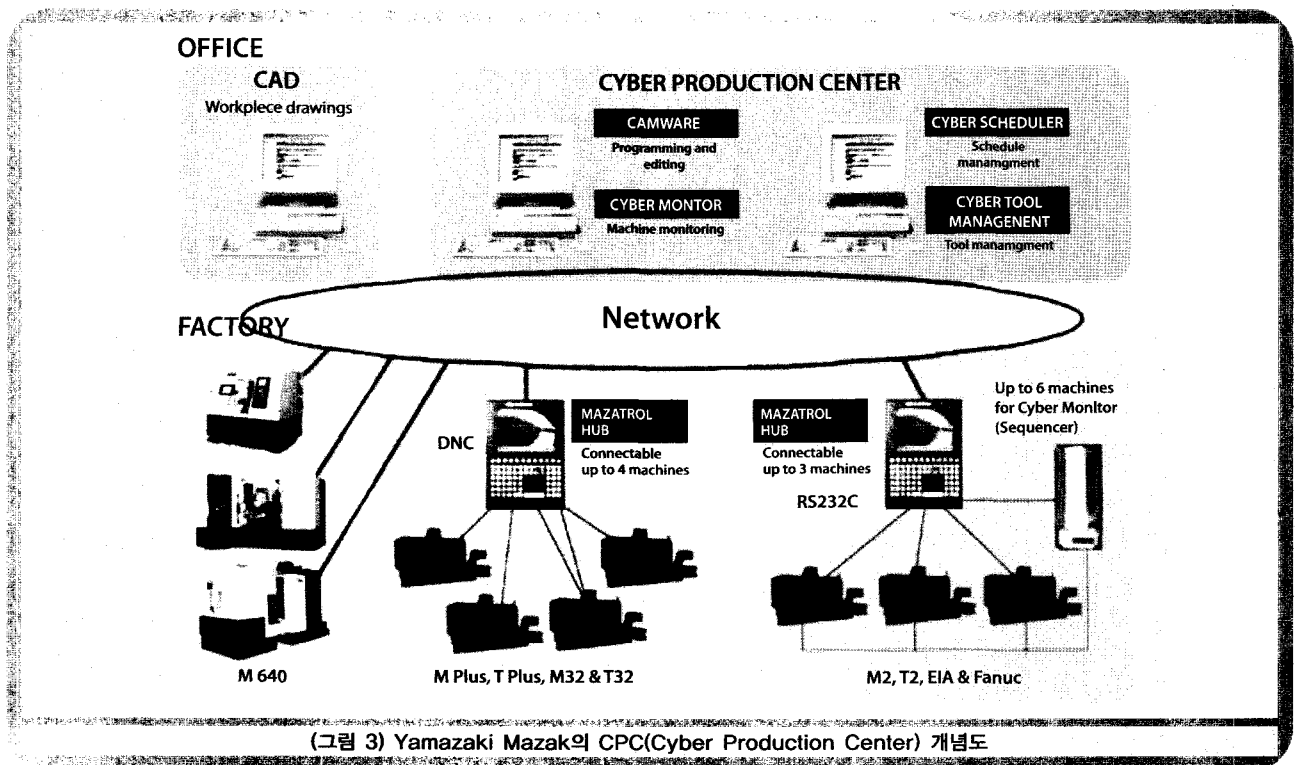 OFFICE
CAD
Workplece drawings
CYBER PRODUCTION CENTER
CAMWARE
Programming and
editing
CYBER MONTOR
Machine monitoring
CYBER SCHEDULER
Schedule
manamgment
CYBER TOOL
MANAGENENT
Tool manamgment
Network
FACTORY
DNC
MAZATROL
HUB
Connectable
up to 4 machines
MAZATROL
HUB
Connectable
up to 3 machines
RS232C
Up to 6 machines
for Cyber Monltor
(Sequencer)
M 640
M Plus, T Plus, M32 & T32
M2, T2, EIA & Fanuc
(그림 3) Yamazaki Mazak의 CPC(Cyber Production Center) 개념도